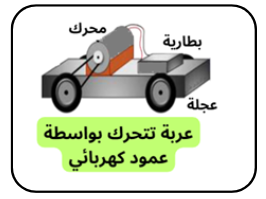 محرك
بطارية
عجلة
عربة تتحرك بواسطة
عمود كهربائي